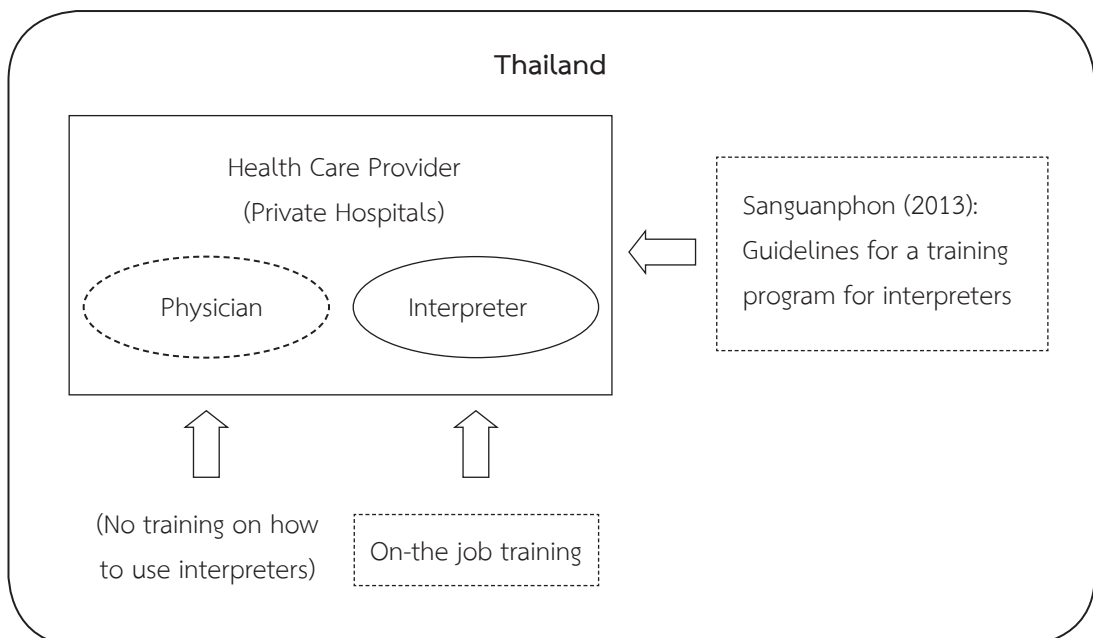 Thailand
Health Care Provider
(Private Hospitals)
Physician
Interpreter
Sanguanphon (2013):
Guidelines for a training
program for interpreters
(No training on how
to use interpreters)
On-the job training